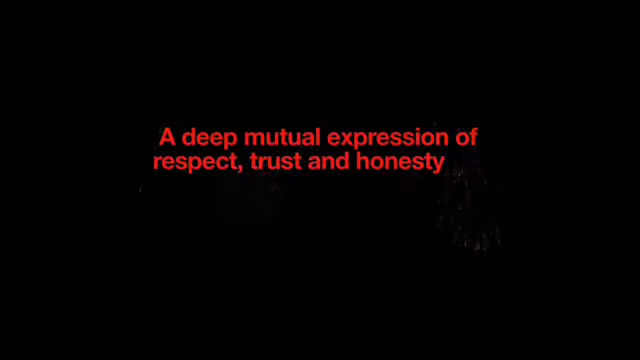 A deep mutual expression of
respect, trust and honesty